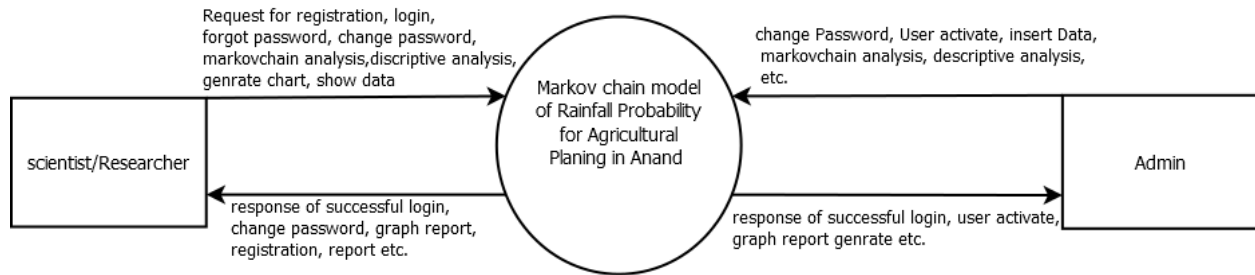 Request for registration, login,
forgot password, change password,
markovchain analysis,discriptive analysis,
genrate chart, show data
scientist/Researcher
response of successful login,
change password, graph report,
registration, report etc.
Markov chain model
of Rainfall Probability
for Agricultural
Planing in Anand
change Password, User activate, insert Data,
markovchain analysis, descriptive analysis,
etc.
Admin
response of successful login, user activate,
graph report genrate etc.